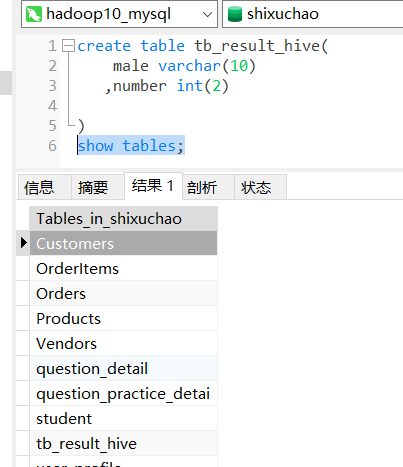 hadoop10_mysql shixuchao
1 create table tb_result_hive(
2 male varchar(10)
3 ,number int(2)
4
5 )
6 show tables;
信息 摘要 结果 1 剖析 状态
Tables_in_shixuchao
Customers
OrderItems
Orders
Products
Vendors
question_detail
question_practice_detai
student
tb_result_hive
user_profile